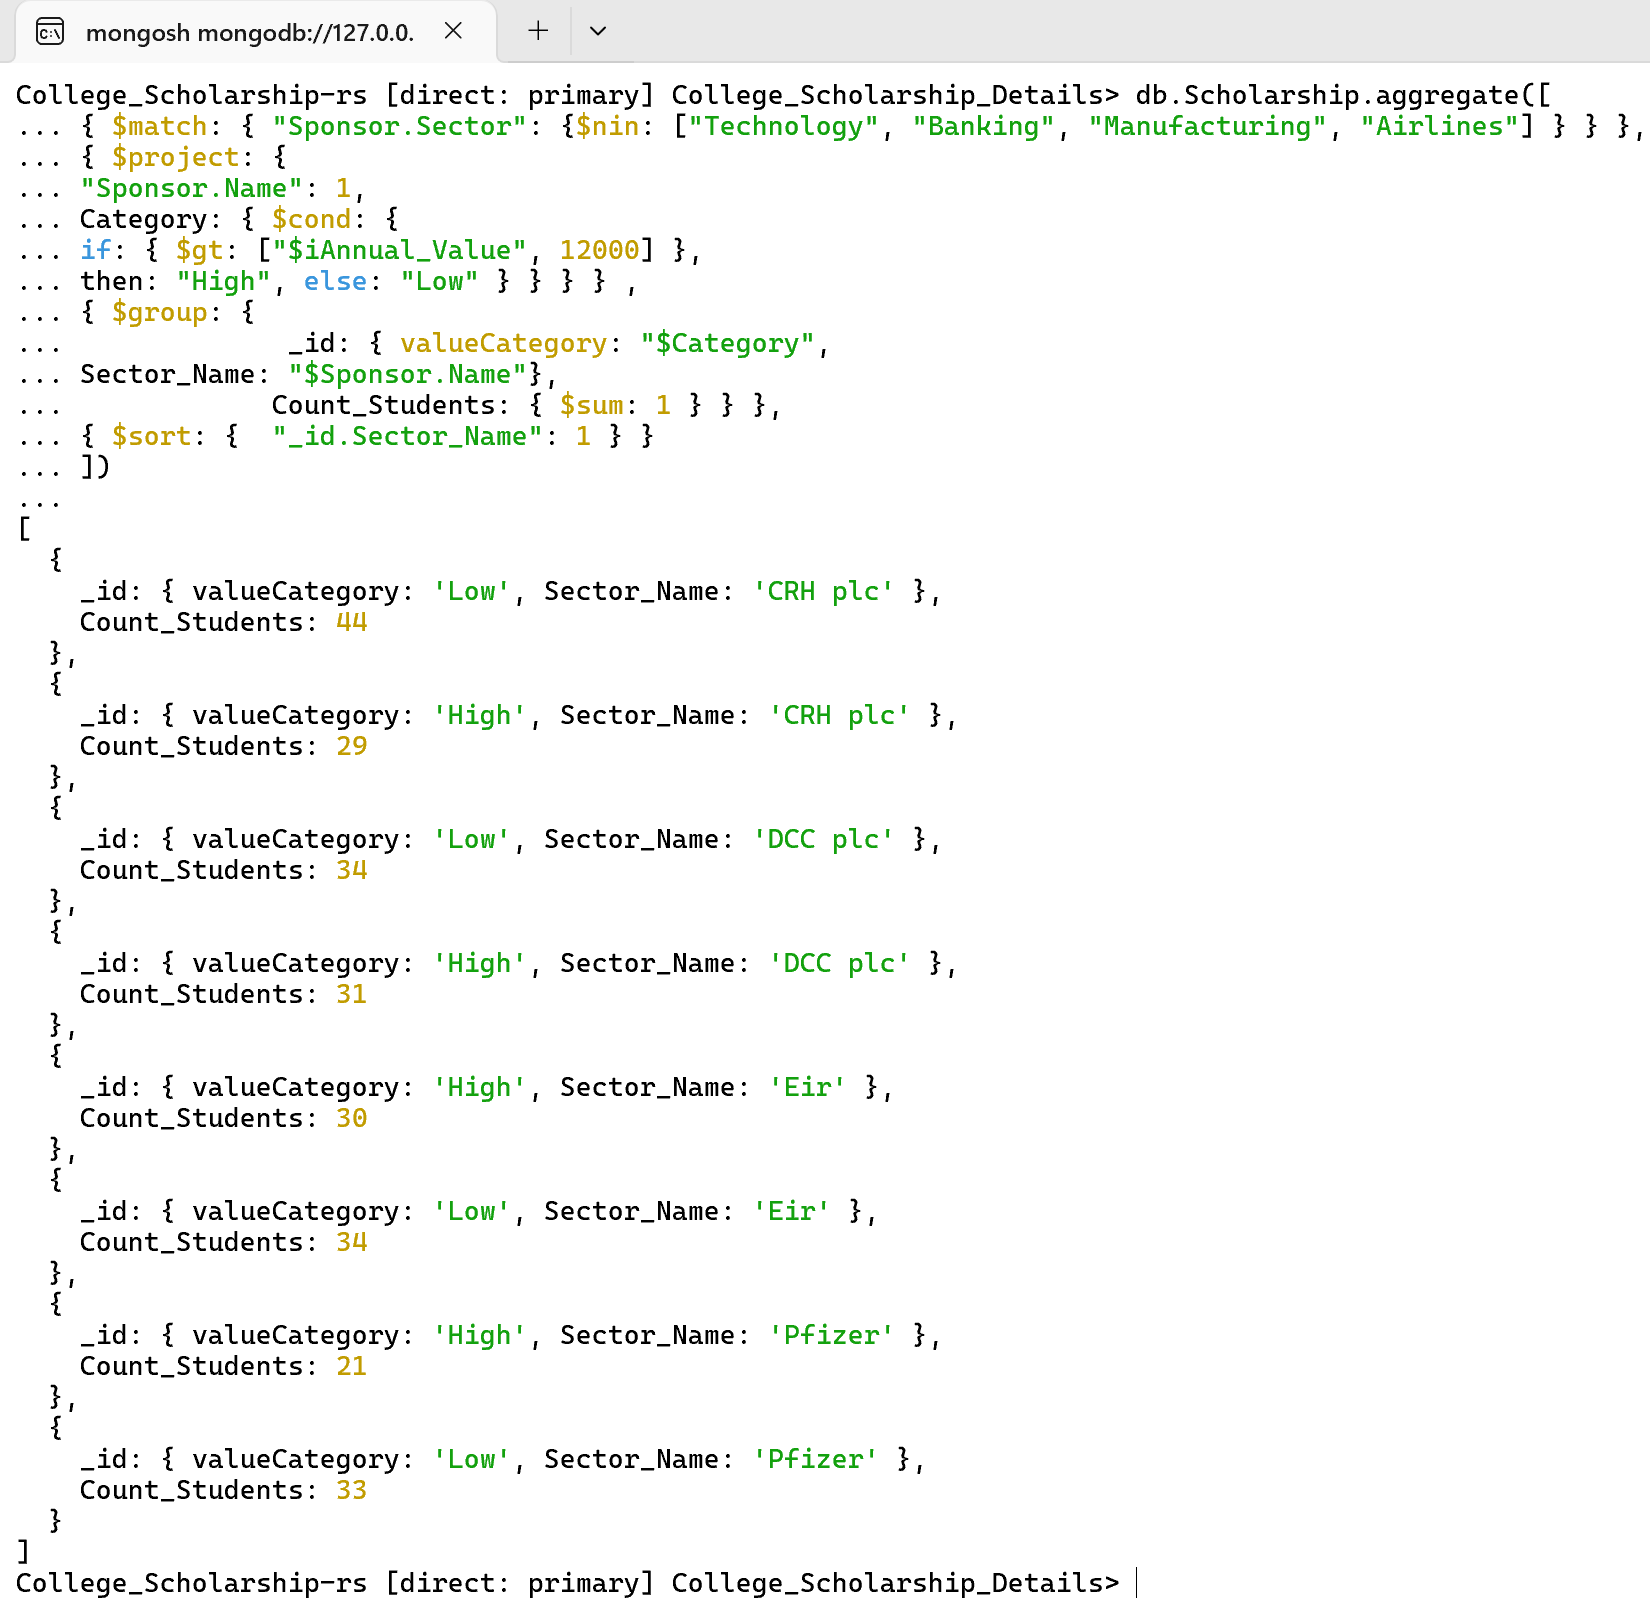 mongosh mongodb://127.0.0.
College_Scholarship-rs [direct: primary] College_Scholarship_Details> db.Scholarship.aggregate([
... { $match: { "Sponsor.Sector": {$nin: ["Technology", "Banking", "Manufacturing", "Airlines"] } } },
... { $project: {
... "Sponsor.Name": 1,
... Category: { $cond: {
... if: { $gt: ["$iAnnual_Value", 12000] },
... then: "High", else: "Low" } } } } ,
... { $group: {
...              _id: { valueCategory: "$Category",
... Sector_Name: "$Sponsor.Name"},
...             Count_Students: { $sum: 1 } } },
... { $sort: {  "_id.Sector_Name": 1 } }
... ])
...
[
  {
    _id: { valueCategory: 'Low', Sector_Name: 'CRH plc' },
    Count_Students: 44
  },
  {
    _id: { valueCategory: 'High', Sector_Name: 'CRH plc' },
    Count_Students: 29
  },
  {
    _id: { valueCategory: 'Low', Sector_Name: 'DCC plc' },
    Count_Students: 34
  },
  {
    _id: { valueCategory: 'High', Sector_Name: 'DCC plc' },
    Count_Students: 31
  },
  {
    _id: { valueCategory: 'High', Sector_Name: 'Eir' },
    Count_Students: 30
  },
  {
    _id: { valueCategory: 'Low', Sector_Name: 'Eir' },
    Count_Students: 34
  },
  {
    _id: { valueCategory: 'High', Sector_Name: 'Pfizer' },
    Count_Students: 21
  },
  {
    _id: { valueCategory: 'Low', Sector_Name: 'Pfizer' },
    Count_Students: 33
  }
]
College_Scholarship-rs [direct: primary] College_Scholarship_Details>